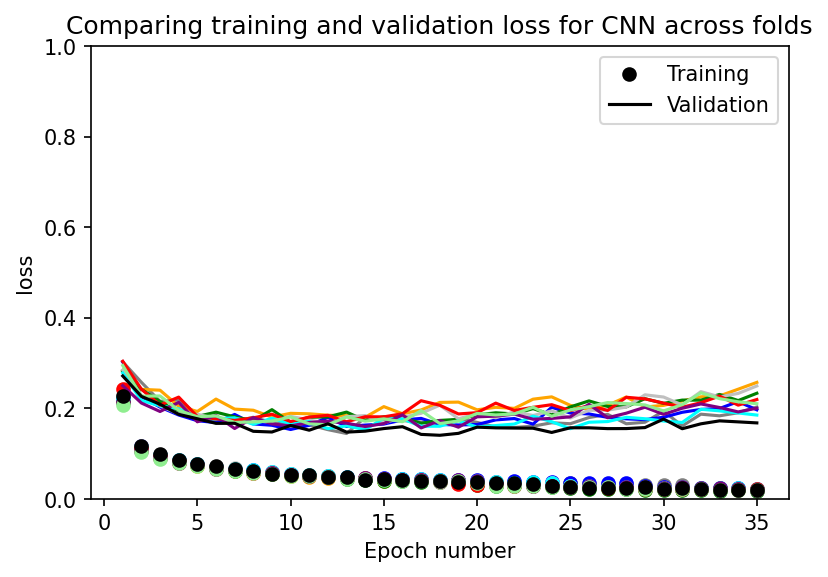 Comparing training and validation loss for CNN across folds
1.0
0.8
0.6
0.4
0.2
0.0
loss
Training
Validation
0 5 10 15 20 25 30 35
Epoch number